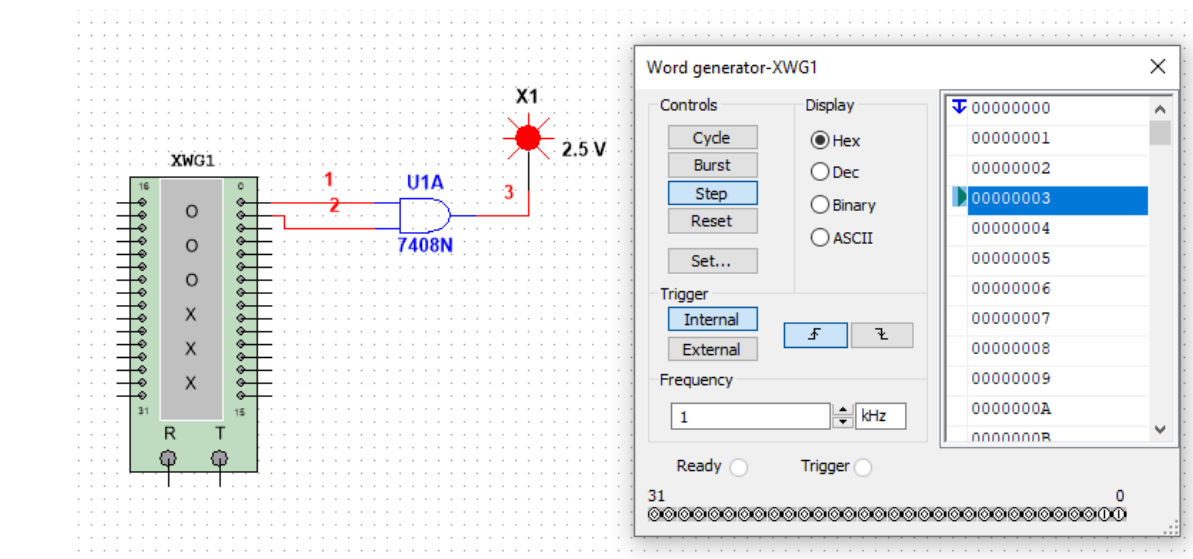 X1
2.5 V
XWG1
16 0
O
O
O
X
X
X
31 15
R T
1
2
U1A
3
7408N
Word generator-XWG1
Controls
Cycle
Burst
Step
Reset
Set...
Display
Hex
Dec
Binary
ASCII
Trigger
Internal
External
Frequency
1 kHz
Ready Trigger
31 0
00000000
00000001
00000002
00000003
00000004
00000005
00000006
00000007
00000008
00000009
0000000A
0000000B